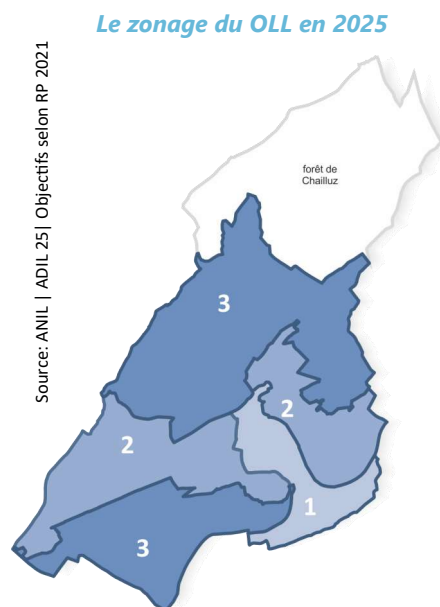 Le zonage du OLL en 2025
Source: ANIL | ADIL 25| Objectifs selon RP 2021
forêt de
Chailluz
3
2
2
1
3